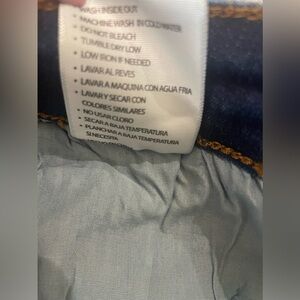 • WASH INSIDE OUT
• MACHINE WASH IN COLD WATER
• DO NOT BLEACH
• TUMBLE DRY LOW
• LOW IRON IF NEEDED
• LAVAR AL REVES
• LAVAR A MAQUINA CON AGUA FRIA
• LAVAR Y SECAR CON
COLORES SIMILARES
• NO USAR CLORO
• SECAR A BAJA TEMPERATURA
• PLANCHAR A BAJA TEMPERATURA
SI NECESITA